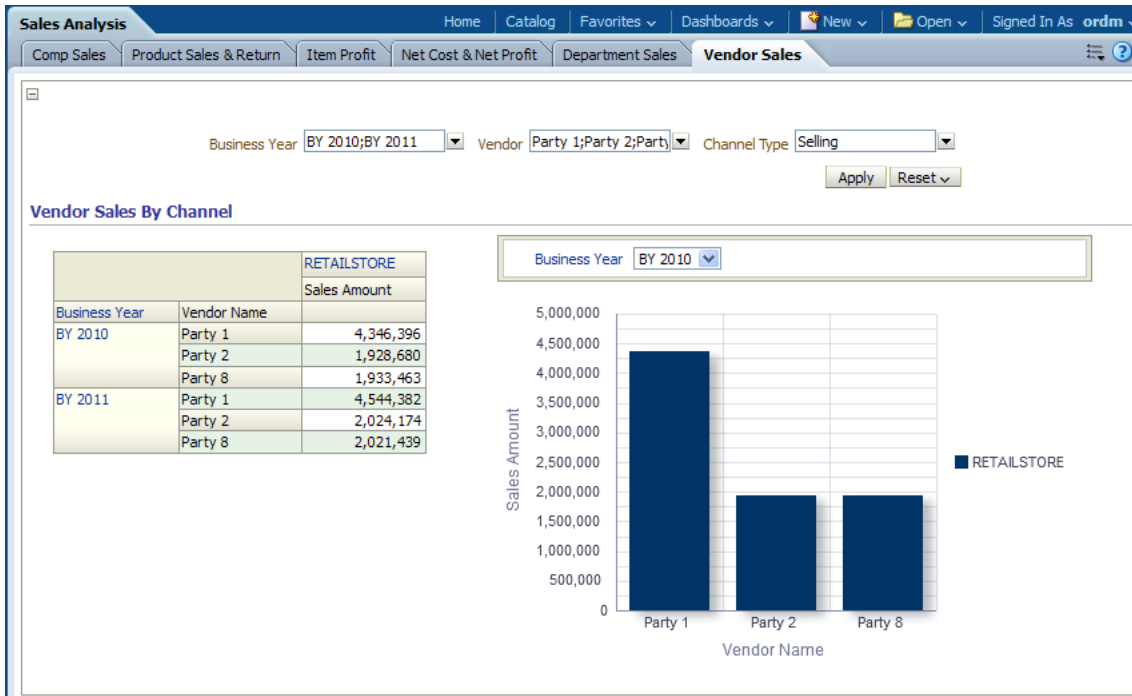 Sales Analysis Home Catalog Favorites Dashboards New Open Signed In As ordm
Comp Sales Product Sales & Return Item Profit Net Cost & Net Profit Department Sales Vendor Sales
Business Year BY 2010;BY 2011 Vendor Party 1;Party 2;Party Channel Type Selling
Apply Reset
Vendor Sales By Channel
RETAILSTORE
Sales Amount
Business Year Vendor Name
BY 2010 Party 1 4,346,396
Party 2 1,928,680
Party 8 1,933,463
BY 2011 Party 1 4,544,382
Party 2 2,024,174
Party 8 2,021,439
Business Year BY 2010
Sales Amount
5,000,000
4,500,000
4,000,000
3,500,000
3,000,000
2,500,000
2,000,000
1,500,000
1,000,000
500,000
0
Party 1 Party 2 Party 8
Vendor Name
RETAILSTORE